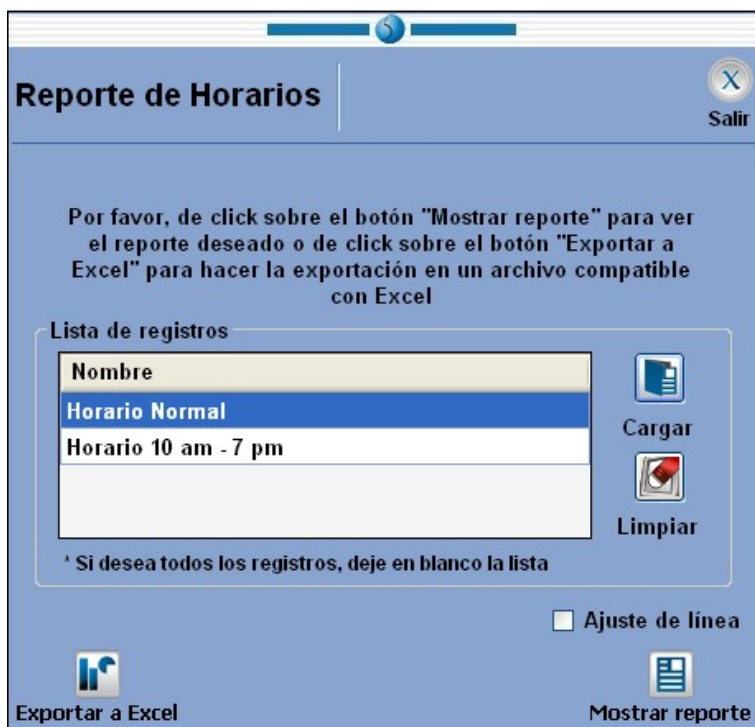 Reporte de Horarios
X
Salir
Por favor, de click sobre el botón "Mostrar reporte" para ver
el reporte deseado o de click sobre el botón "Exportar a
Excel" para hacer la exportación en un archivo compatible
con Excel
Lista de registros
Nombre
Horario Normal
Horario 10 am - 7 pm
Cargar
Limpiar
* Si desea todos los registros, deje en blanco la lista
Ajuste de línea
Exportar a Excel
Mostrar reporte